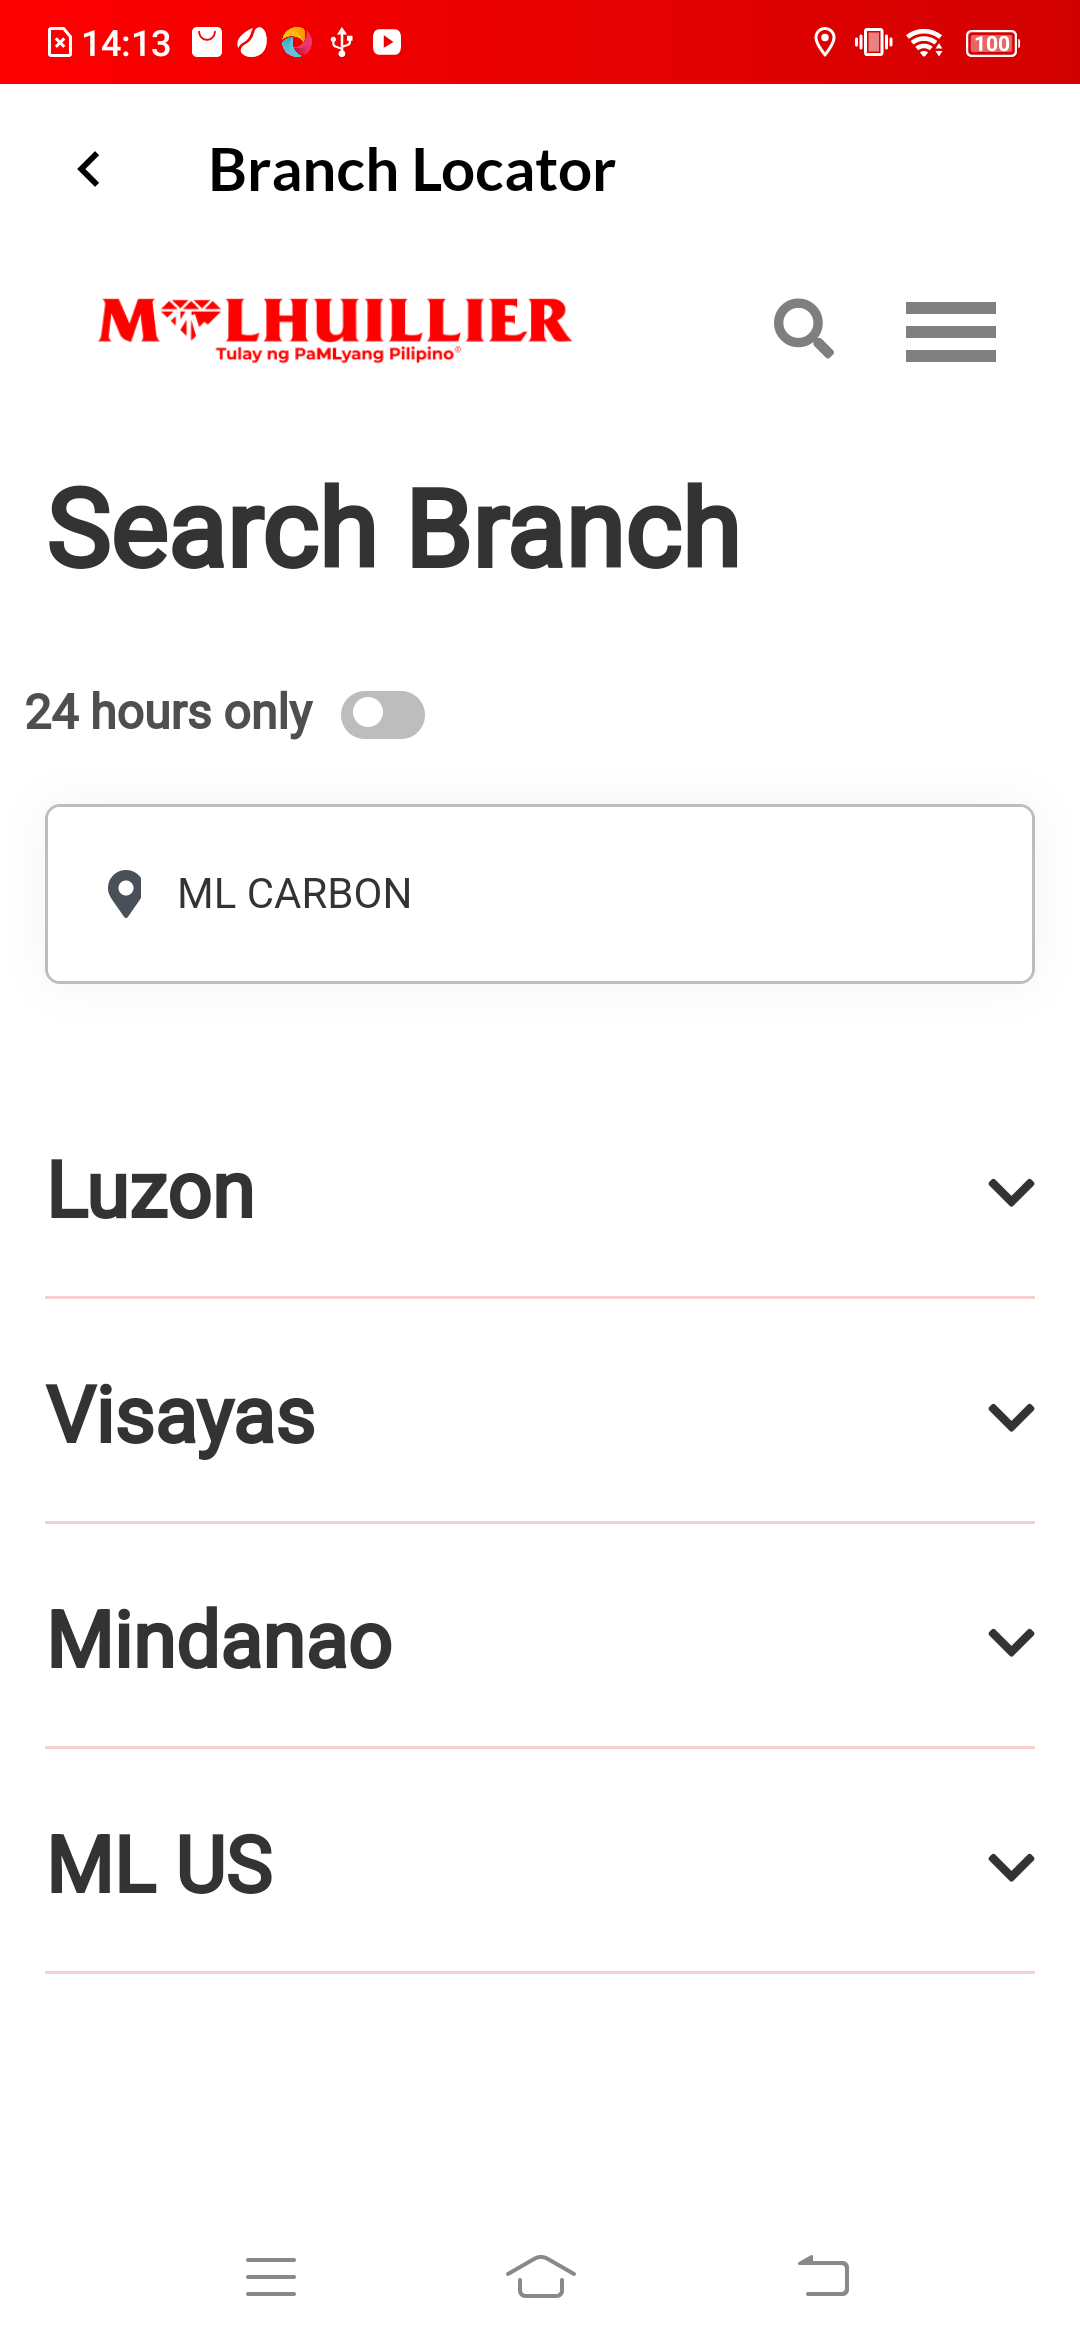 14:13
100
Branch Locator
M LHUILLIER
Tulay ng PaMLyang Pilipino®
Search Branch
24 hours only
ML CARBON
Luzon
Visayas
Mindanao
ML US